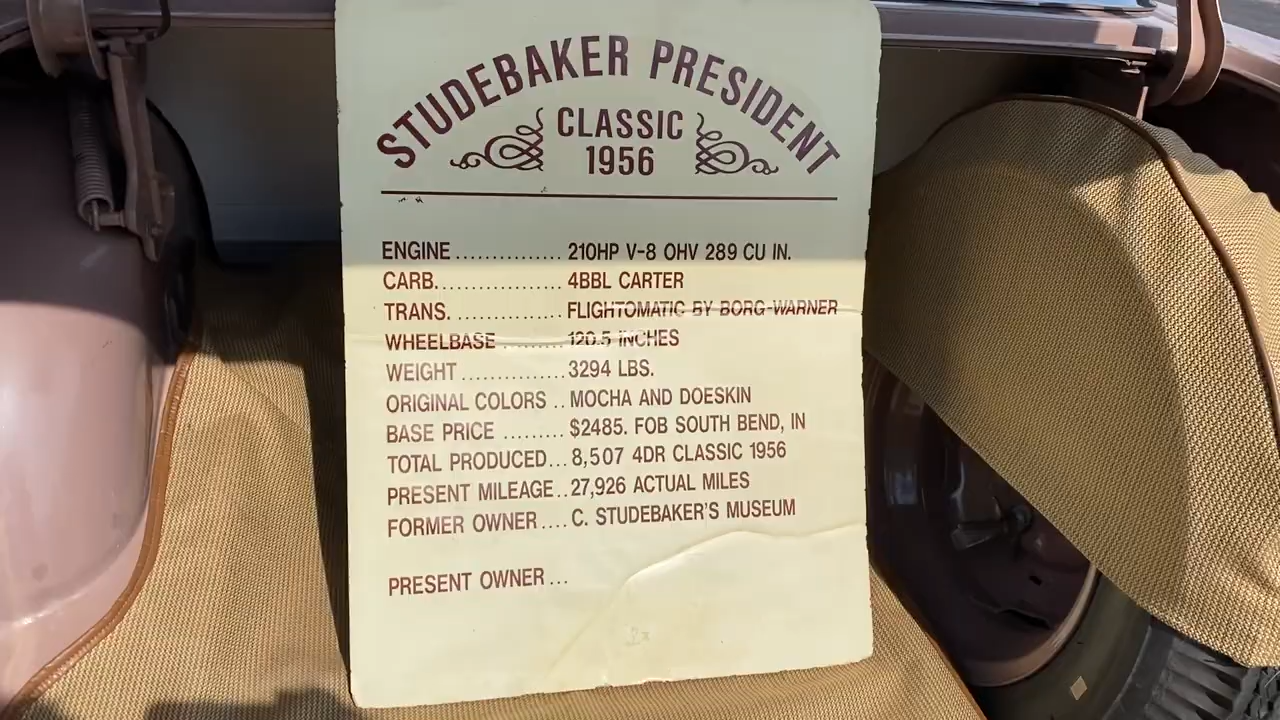 STUDEBAKER PRESIDENT
CLASSIC
1956
ENGINE ............... 210HP V-8 OHV 289 CU IN.
CARB. ................. 4BBL CARTER
TRANS. ............... FLIGHTOMATIC BY BORG-WARNER
WHEELBASE ......... 120.5 INCHES
WEIGHT ............... 3294 LBS.
ORIGINAL COLORS .. MOCHA AND DOESKIN
BASE PRICE ......... $2485. FOB SOUTH BEND, IN
TOTAL PRODUCED... 8,507 4DR CLASSIC 1956
PRESENT MILEAGE.. 27,926 ACTUAL MILES
FORMER OWNER .... C. STUDEBAKER'S MUSEUM
PRESENT OWNER ...